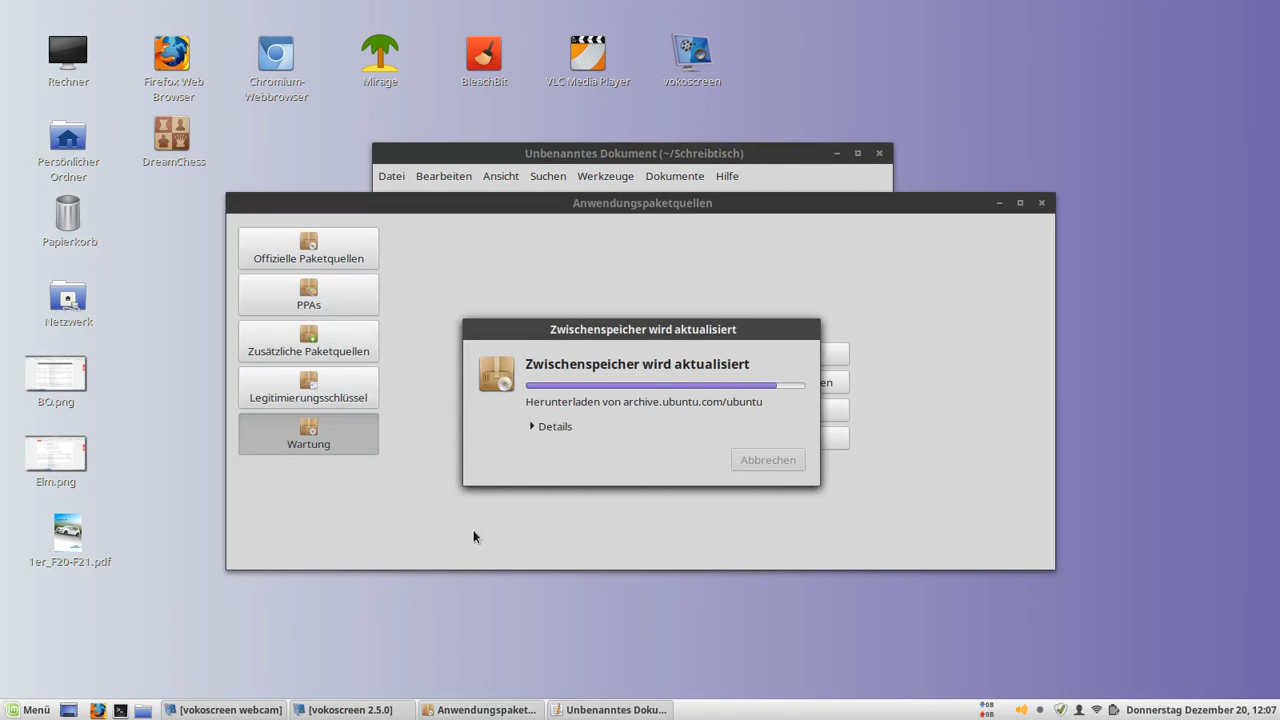 Rechner
Firefox Web
Browser
Chromium-
Webbrowser
Mirage
BleachBit
VLC Media Player
vokoscreen
Persönlicher
Ordner
DreamChess
Papierkorb
Netzwerk
BO.png
Elm.png
1er_F20-F21.pdf
Unbenanntes Dokument (~/Schreibtisch)
Datei Bearbeiten Ansicht Suchen Werkzeuge Dokumente Hilfe
Anwendungspaketquellen
Offizielle Paketquellen
PPAs
Zusätzliche Paketquellen
Legitimierungsschlüssel
Wartung
en
Zwischenspeicher wird aktualisiert
Zwischenspeicher wird aktualisiert
Herunterladen von archive.ubuntu.com/ubuntu
Details
Abbrechen
Menü
[vokoscreen webcam]
[vokoscreen 2.5.0]
Anwendungspaket...
Unbenanntes Doku...
0B
0B
Donnerstag Dezember 20, 12:07